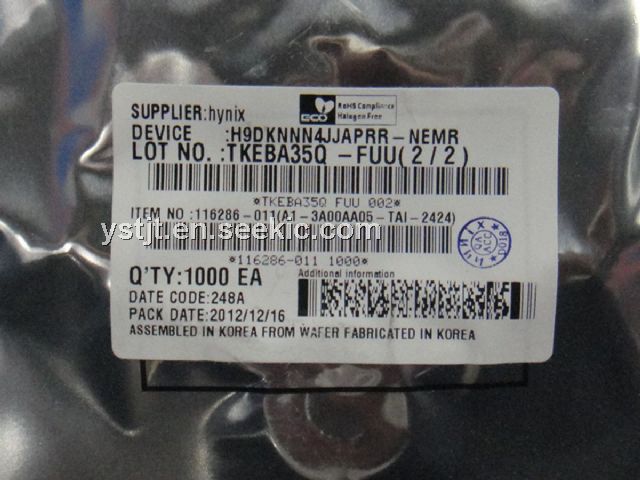 SUPPLIER:hynix
ECO
RoHS Compliance
Halogen Free
DEVICE :H9DKNNN4JJAPRR-NEMR
LOT NO. :TKEBA35Q -FUU(2/2)
*TKEBA35Q FUU 002*
ITEM NO :116286-011(A1-3A00AA05-TAI-2424)
ystjt.en.seekic.com
*116286-011 1000*
Q'TY:1000 EA
Additional information
DATE CODE:248A
PACK DATE:2012/12/16
ASSEMBLED IN KOREA FROM WAFER FABRICATED IN KOREA